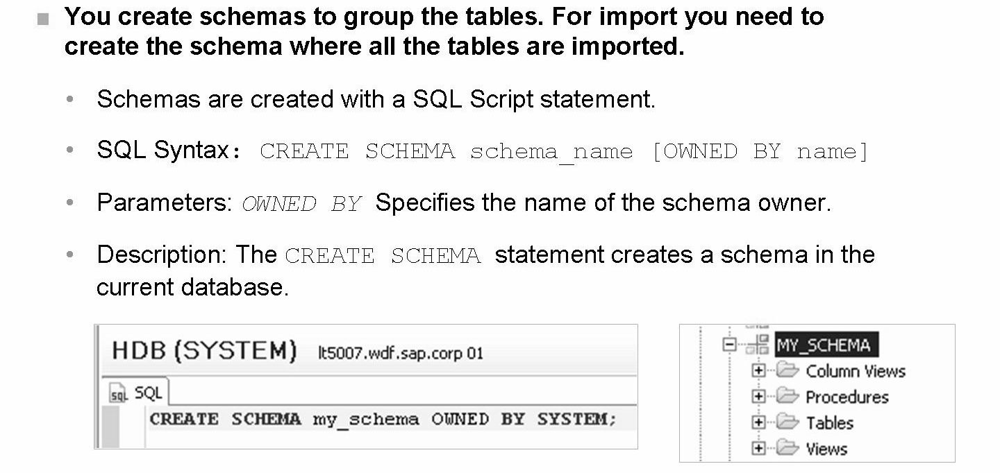 You create schemas to group the tables. For import you need to
create the schema where all the tables are imported.
Schemas are created with a SQL Script statement.
SQL Syntax: CREATE SCHEMA schema_name [OWNED BY name]
Parameters: OWNED BY Specifies the name of the schema owner.
Description: The CREATE SCHEMA statement creates a schema in the
current database.
HDB (SYSTEM) lt5007.wdf.sap.corp 01
SQL SQL
CREATE SCHEMA my_schema OWNED BY SYSTEM;
MY_SCHEMA
Column Views
Procedures
Tables
Views